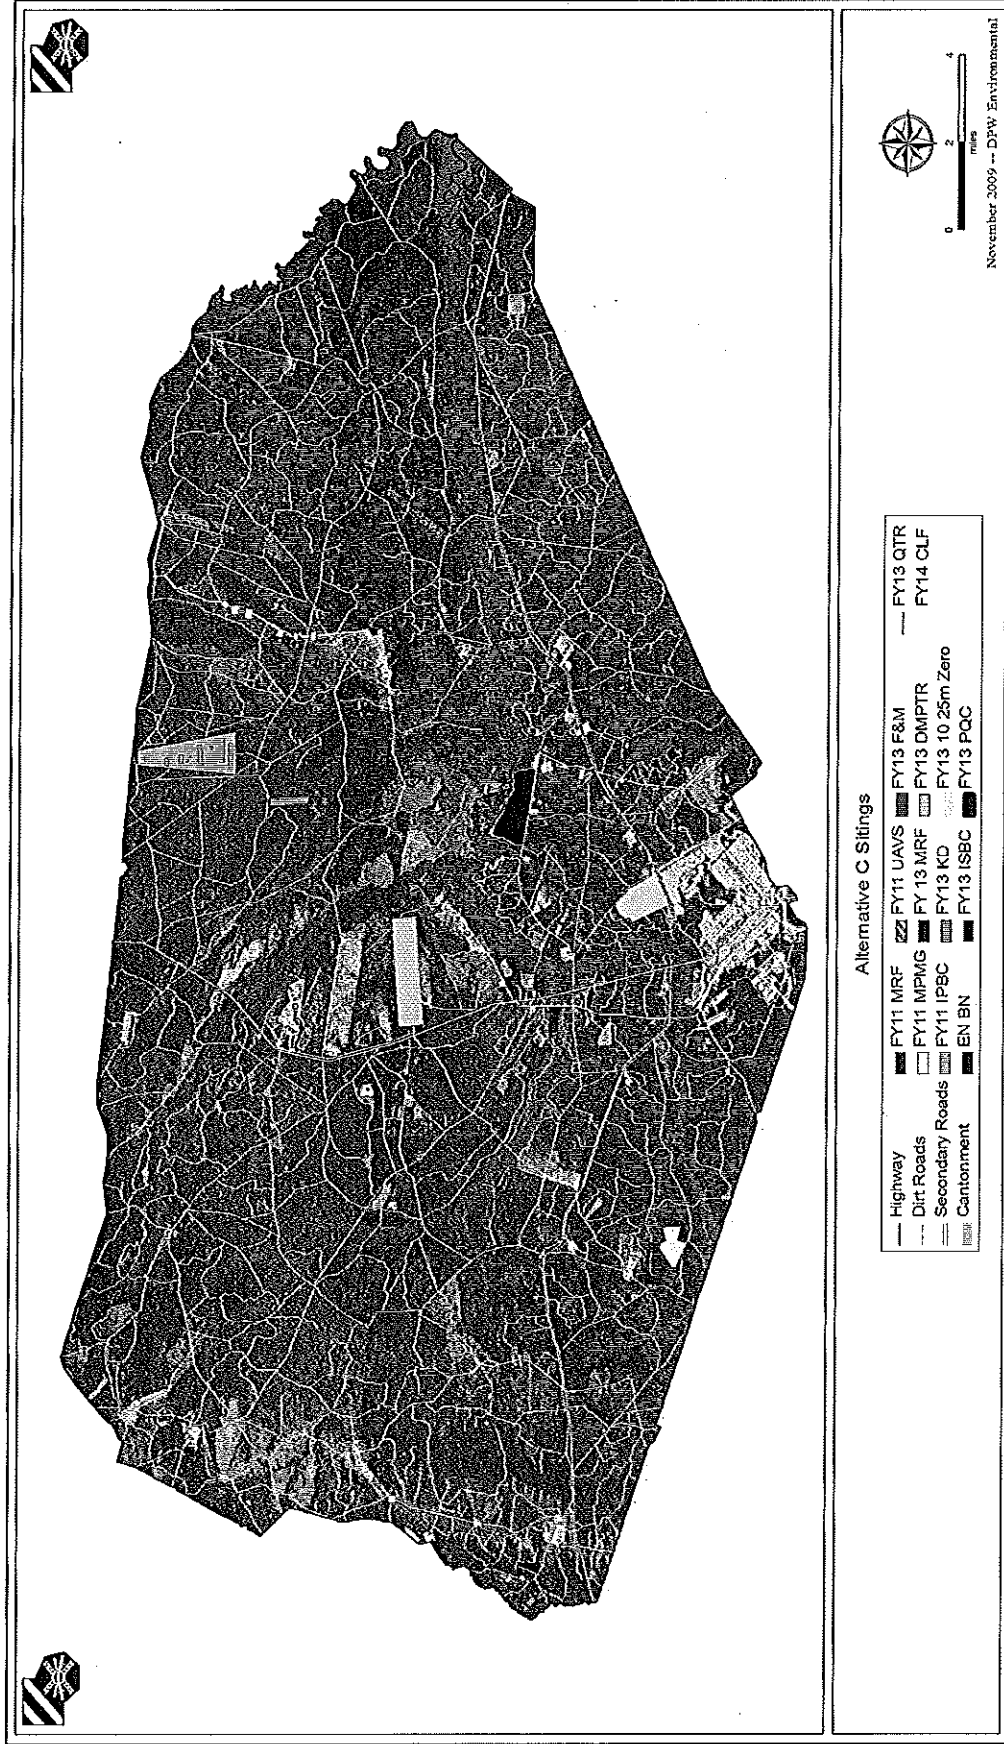 Alternative C Sitings
Highway
Dirt Roads
Secondary Roads
Cantonment
FY11 MRF
FY11 MPMG
FY11 IPBC
EN BN
FY11 UAVS
FY 13 MRF
FY13 KD
FY13 ISBC
FY13 F&M
FY13 DMPTR
FY13 10 25m Zero
FY13 PQC
FY13 QTR
FY14 CLF
0 2 4
miles
November 2009 -- DPW Environmental